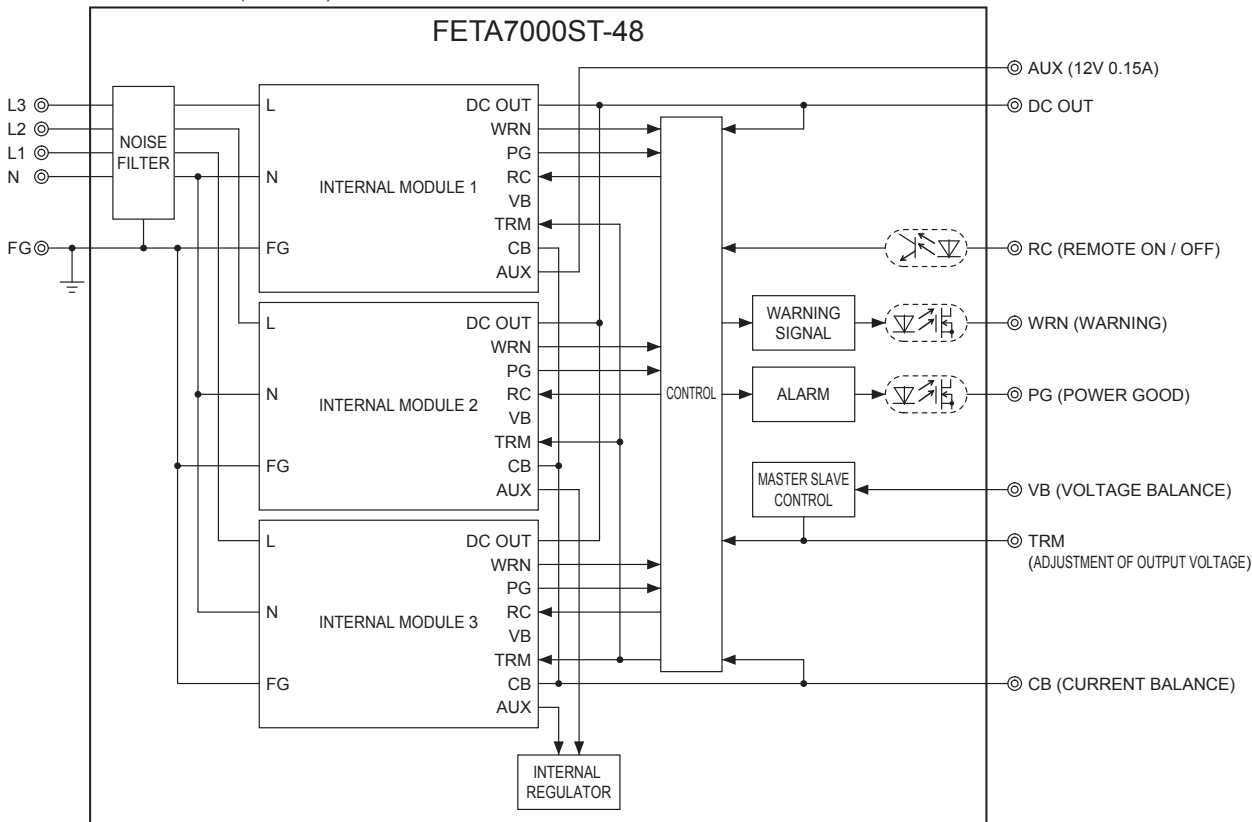 FETA7000ST-48
L3
L2
L1
N
FG
NOISE
FILTER
L
N
FG
INTERNAL MODULE 1
DC OUT
WRN
PG
RC
VB
TRM
CB
AUX
L
N
FG
INTERNAL MODULE 2
DC OUT
WRN
PG
RC
VB
TRM
CB
AUX
L
N
FG
INTERNAL MODULE 3
DC OUT
WRN
PG
RC
VB
TRM
CB
AUX
INTERNAL
REGULATOR
CONTROL
WARNING
SIGNAL
ALARM
MASTER SLAVE
CONTROL
AUX (12V 0.15A)
DC OUT
RC (REMOTE ON / OFF)
WRN (WARNING)
PG (POWER GOOD)
VB (VOLTAGE BALANCE)
TRM
(ADJUSTMENT OF OUTPUT VOLTAGE)
CB (CURRENT BALANCE)